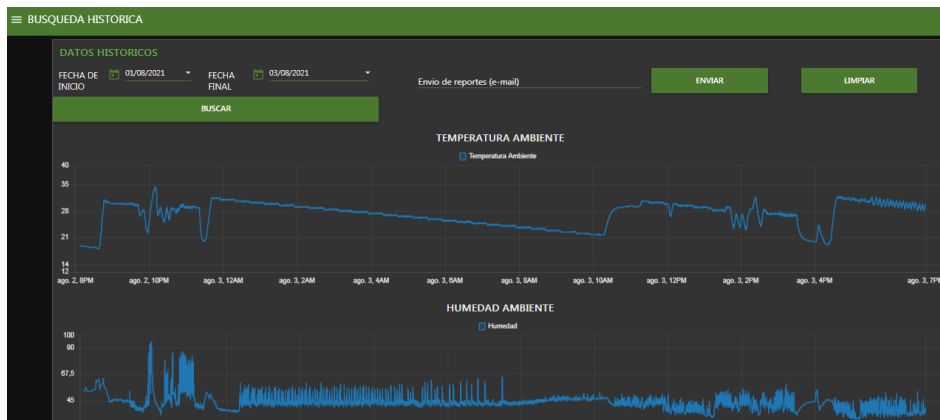 BUSQUEDA HISTORICA
DATOS HISTORICOS
FECHA DE INICIO
01/08/2021
FECHA FINAL
03/08/2021
Envio de reportes (e-mail)
ENVIAR
LIMPIAR
BUSCAR
TEMPERATURA AMBIENTE
Temperatura Ambiente
40
35
28
21
14
12
ago. 2, 8PM
ago. 2, 10PM
ago. 3, 12AM
ago. 3, 2AM
ago. 3, 4AM
ago. 3, 6AM
ago. 3, 8AM
ago. 3, 10AM
ago. 3, 12PM
ago. 3, 2PM
ago. 3, 4PM
ago. 3, 7PM
HUMEDAD AMBIENTE
Humedad
100
90
67,5
45